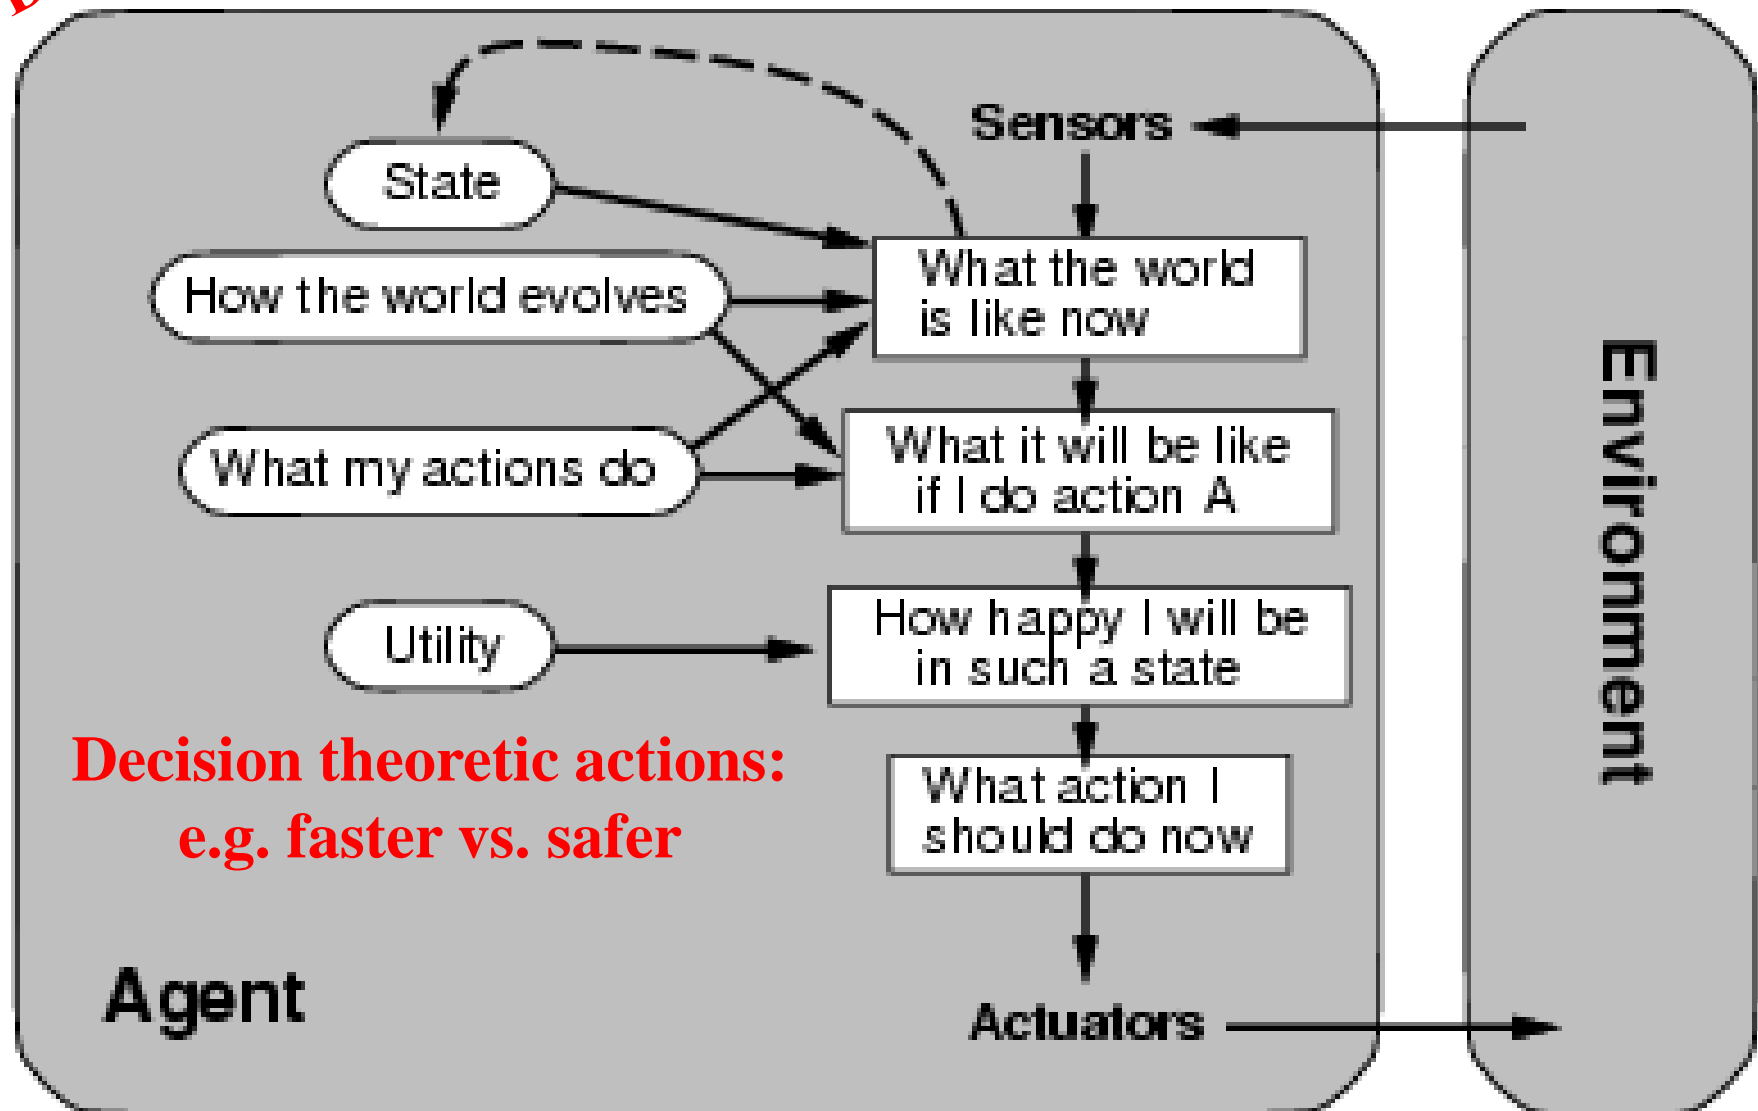 Sensors
State
What the world
is like now
How the world evolves
What it will be like
if I do action A
What my actions do
How happy I will be
in such a state
Utility
Decision theoretic actions:
e.g. faster vs. safer
What action I
should do now
Agent
Actuators
Environment